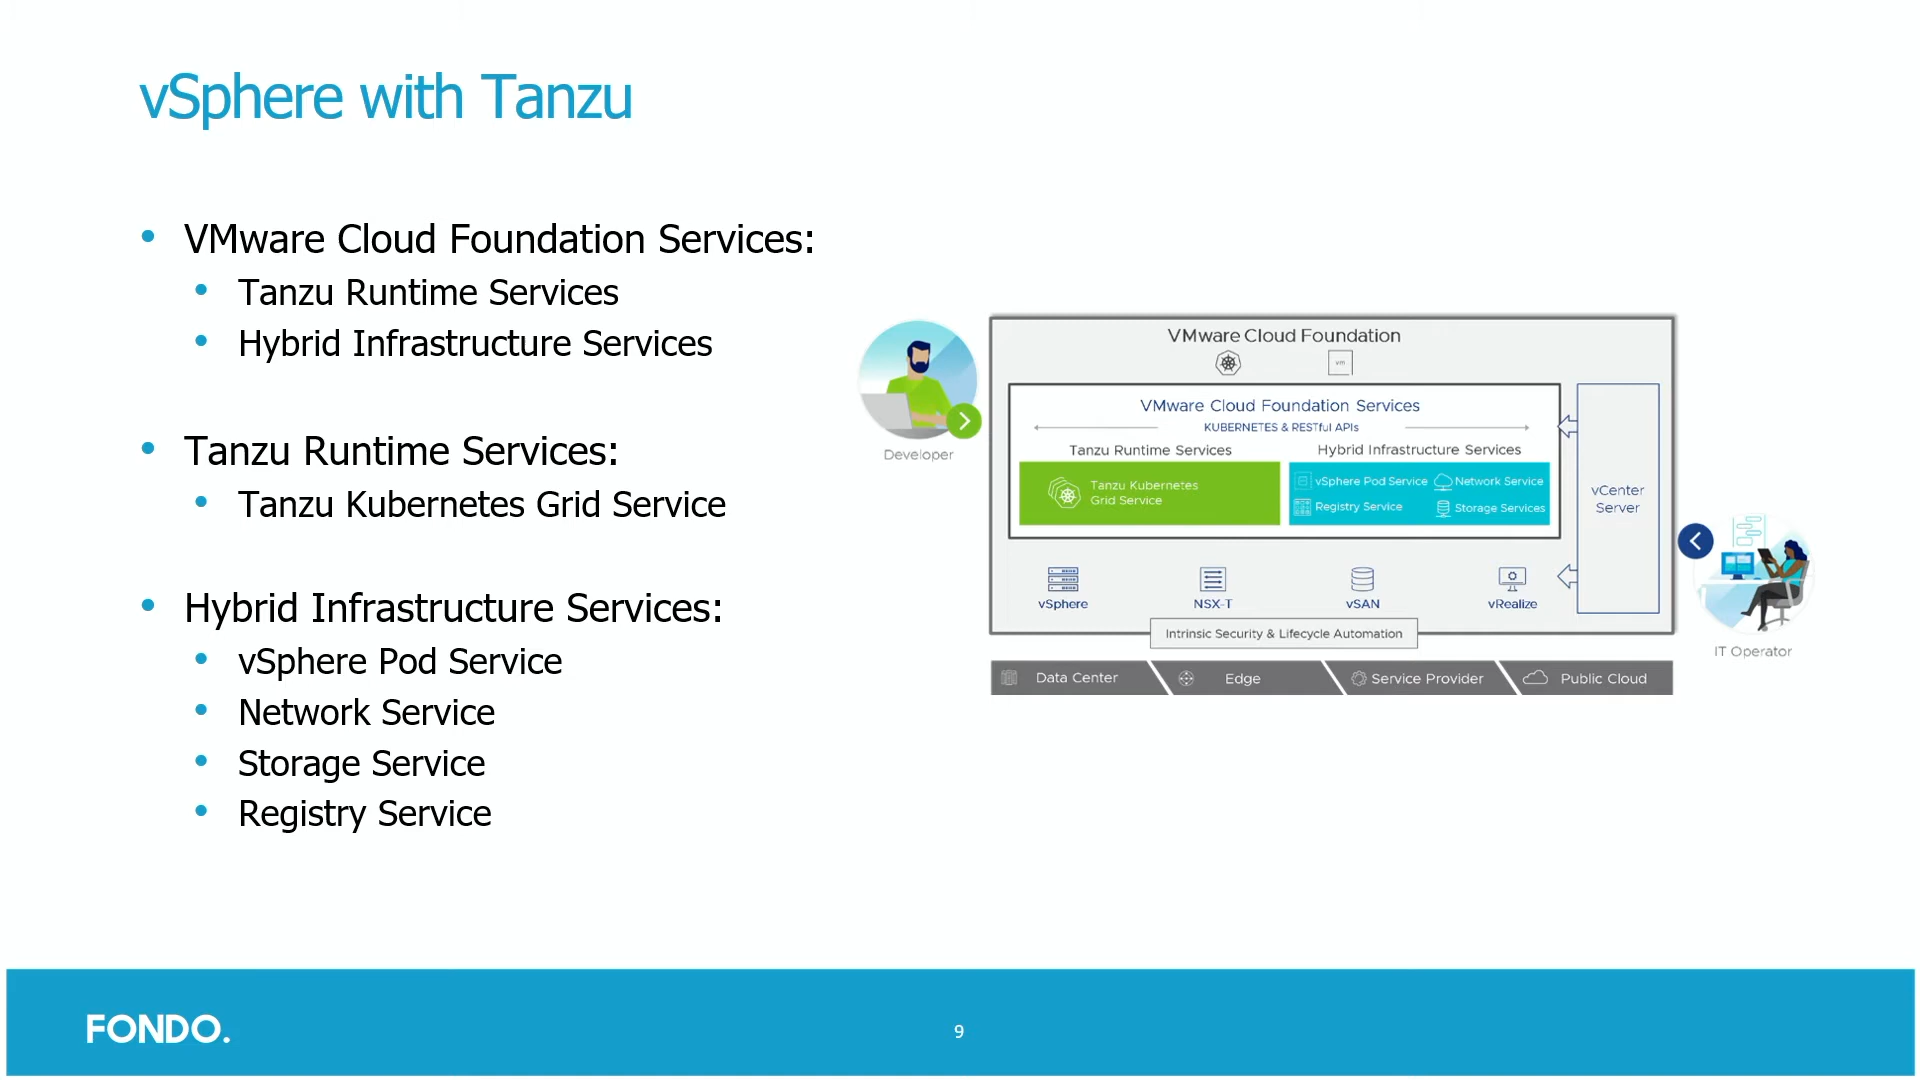 vSphere with Tanzu
VMware Cloud Foundation Services:
Tanzu Runtime Services
Hybrid Infrastructure Services
Tanzu Runtime Services:
Tanzu Kubernetes Grid Service
Hybrid Infrastructure Services:
vSphere Pod Service
Network Service
Storage Service
Registry Service
Developer
VMware Cloud Foundation
vm
VMware Cloud Foundation Services
KUBERNETES & RESTful APIs
Tanzu Runtime Services
Hybrid Infrastructure Services
Tanzu Kubernetes
Grid Service
vSphere Pod Service
Network Service
Registry Service
Storage Services
vCenter
Server
vSphere
NSX-T
vSAN
vRealize
Intrinsic Security & Lifecycle Automation
Data Center
Edge
Service Provider
Public Cloud
IT Operator
FONDO.
9